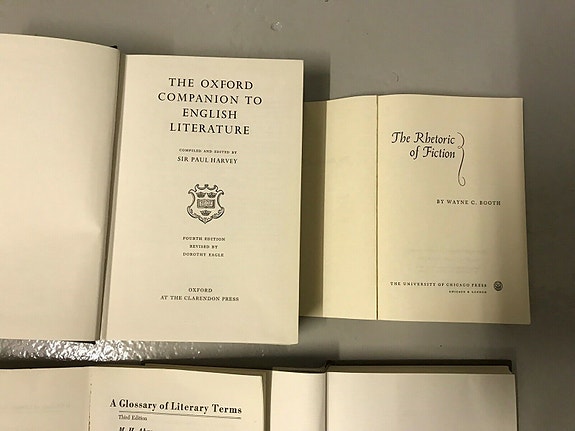 THE OXFORD
COMPANION TO
ENGLISH
LITERATURE
COMPILED AND EDITED BY
SIR PAUL HARVEY
FOURTH EDITION
REVISED BY
DOROTHY EAGLE
OXFORD
AT THE CLARENDON PRESS
The Rhetoric
of Fiction
BY WAYNE C. BOOTH
THE UNIVERSITY OF CHICAGO PRESS
CHICAGO & LONDON
A Glossary of Literary Terms
Third Edition
M. H.